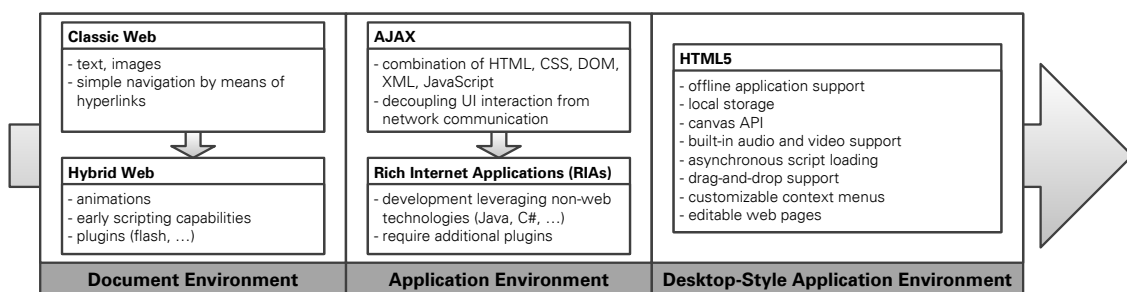 Classic Web
- text, images
- simple navigation by means of
hyperlinks
Hybrid Web
- animations
- early scripting capabilities
- plugins (flash, ...)
Document Environment
AJAX
- combination of HTML, CSS, DOM,
XML, JavaScript
- decoupling UI interaction from
network communication
Rich Internet Applications (RIAs)
- development leveraging non-web
technologies (Java, C#, ...)
- require additional plugins
Application Environment
HTML5
- offline application support
- local storage
- canvas API
- built-in audio and video support
- asynchronous script loading
- drag-and-drop support
- customizable context menus
- editable web pages
Desktop-Style Application Environment